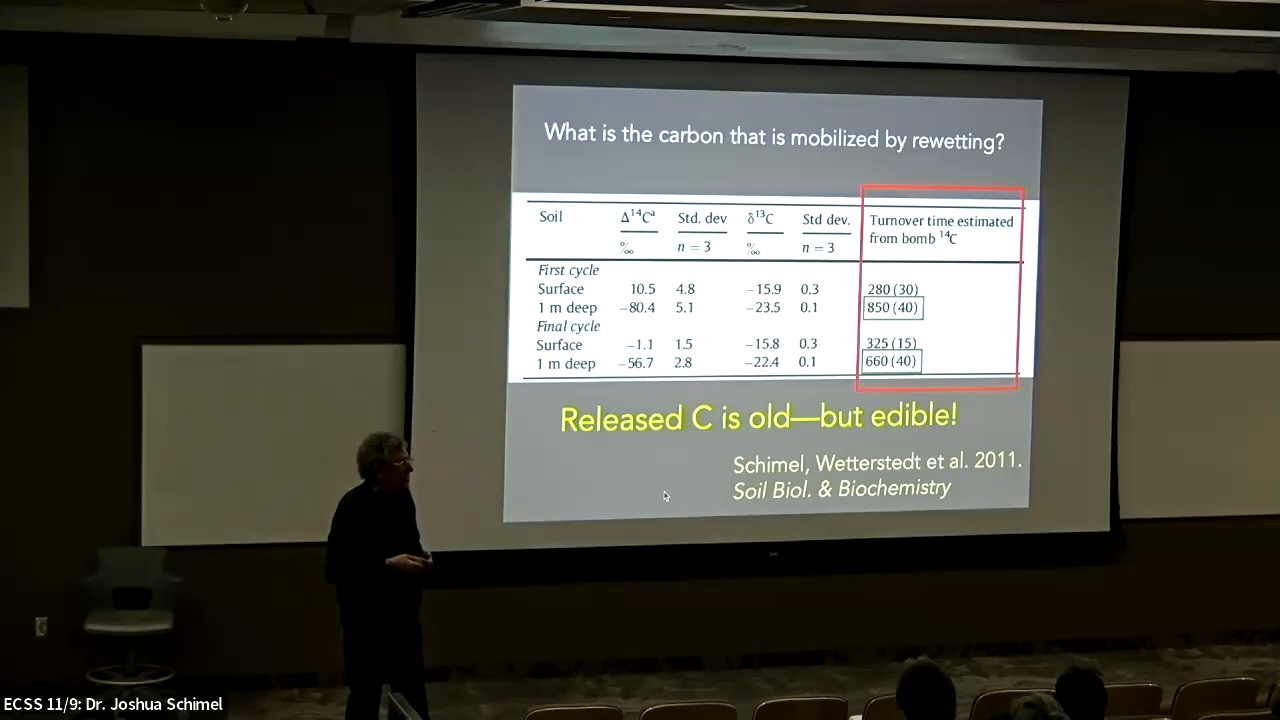 What is the carbon that is mobilized by rewetting?
Soil Δ¹⁴Cᵃ Std. dev δ¹³C Std dev. Turnover time estimated
‰ n = 3 ‰ n = 3 from bomb ¹⁴C
First cycle
Surface 10.5 4.8 −15.9 0.3 280 (30)
1 m deep −80.4 5.1 −23.5 0.1 850 (40)
Final cycle
Surface −1.1 1.5 −15.8 0.3 325 (15)
1 m deep −56.7 2.8 −22.4 0.1 660 (40)
Released C is old—but edible!
Schimel, Wetterstedt et al. 2011.
Soil Biol. & Biochemistry
ECSS 11/9: Dr. Joshua Schimel